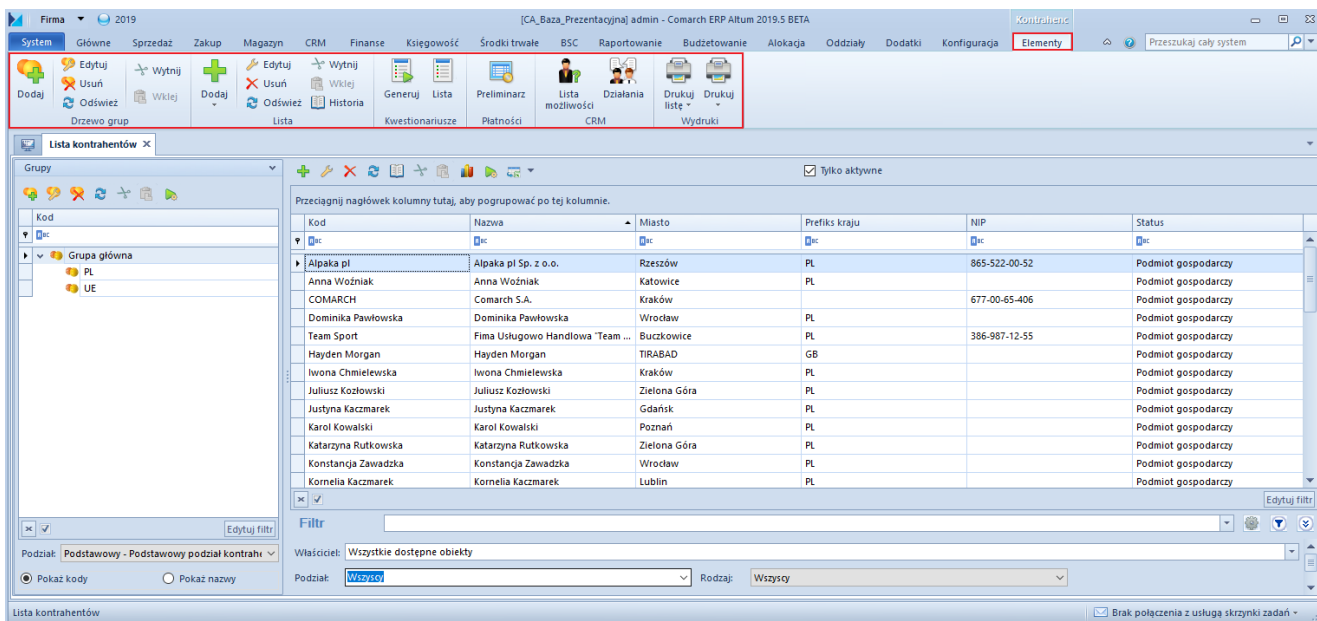 Firma 2019 [CA_Baza_Prezentacyjna] admin - Comarch ERP Altum 2019.5 BETA Kontrahenc
System Główne Sprzedaż Zakup Magazyn CRM Finanse Księgowość Środki trwałe BSC Raportowanie Budżetowanie Alokacja Oddziały Dodatki Konfiguracja Elementy Przeszukaj cały system
Dodaj Edytuj Usuń Odśwież Wytnij Wklej
Drzewo grup
Dodaj Edytuj Usuń Odśwież Wytnij Wklej Historia
Lista
Generuj Lista
Kwestionariusze
Preliminarz
Płatności
Lista możliwości Działania
CRM
Drukuj listę Drukuj
Wydruki
Lista kontrahentów
Grupy
Kod
Grupa główna
PL
UE
Edytuj filtr
Podział: Podstawowy - Podstawowy podział kontrahe
Pokaż kody Pokaż nazwy
Tylko aktywne
Przeciągnij nagłówek kolumny tutaj, aby pogrupować po tej kolumnie.
Kod Nazwa Miasto Prefiks kraju NIP Status
Alpaka pl Alpaka pl Sp. z o.o. Rzeszów PL 865-522-00-52 Podmiot gospodarczy
Anna Woźniak Anna Woźniak Katowice PL Podmiot gospodarczy
COMARCH Comarch S.A. Kraków 677-00-65-406 Podmiot gospodarczy
Dominika Pawłowska Dominika Pawłowska Wrocław PL Podmiot gospodarczy
Team Sport Fima Usługowo Handlowa 'Team ... Buczkowice PL 386-987-12-55 Podmiot gospodarczy
Hayden Morgan Hayden Morgan TIRABAD GB Podmiot gospodarczy
Iwona Chmielewska Iwona Chmielewska Kraków PL Podmiot gospodarczy
Juliusz Kozłowski Juliusz Kozłowski Zielona Góra PL Podmiot gospodarczy
Justyna Kaczmarek Justyna Kaczmarek Gdańsk PL Podmiot gospodarczy
Karol Kowalski Karol Kowalski Poznań PL Podmiot gospodarczy
Katarzyna Rutkowska Katarzyna Rutkowska Zielona Góra PL Podmiot gospodarczy
Konstancja Zawadzka Konstancja Zawadzka Wrocław PL Podmiot gospodarczy
Kornelia Kaczmarek Kornelia Kaczmarek Lublin PL Podmiot gospodarczy
Edytuj filtr
Filtr
Właściciel: Wszystkie dostępne obiekty
Podział: Wszyscy Rodzaj: Wszyscy
Lista kontrahentów Brak połączenia z usługą skrzynki zadań